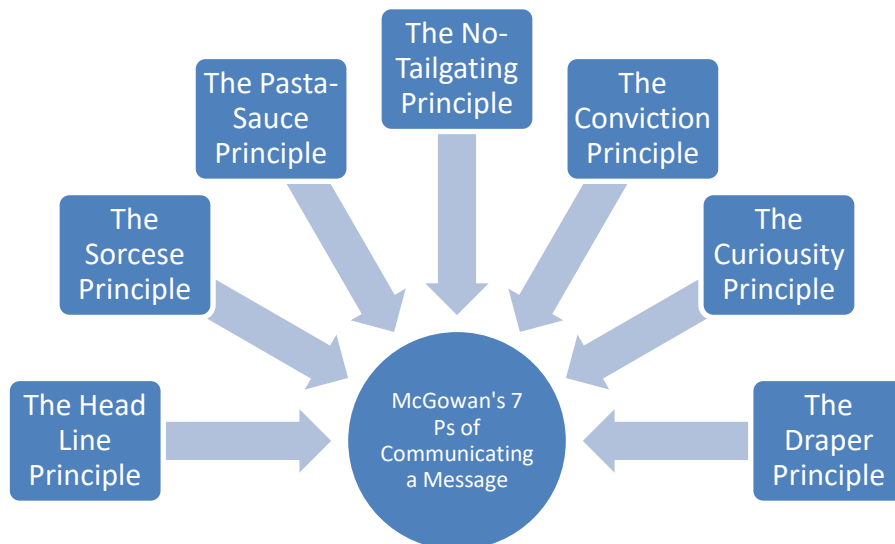 The Head
Line
Principle
The
Sorcese
Principle
The Pasta-
Sauce
Principle
The No-
Tailgating
Principle
The
Conviction
Principle
The
Curiousity
Principle
The
Draper
Principle
McGowan's 7
Ps of
Communicating
a Message